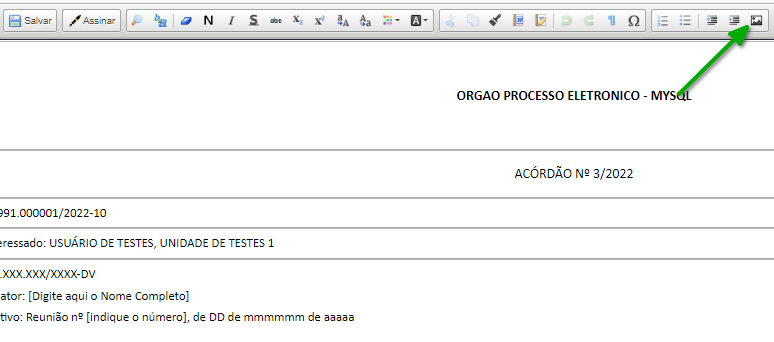 Salvar Assinar N I S abc x₂ x² A
ORGAO PROCESSO ELETRONICO - MYSQL
ACÓRDÃO Nº 3/2022
991.000001/2022-10
eressado: USUÁRIO DE TESTES, UNIDADE DE TESTES 1
.XXX.XXX/XXXX-DV
ator: [Digite aqui o Nome Completo]
tivo: Reunião nº [indique o número], de DD de mmmmmm de aaaaa